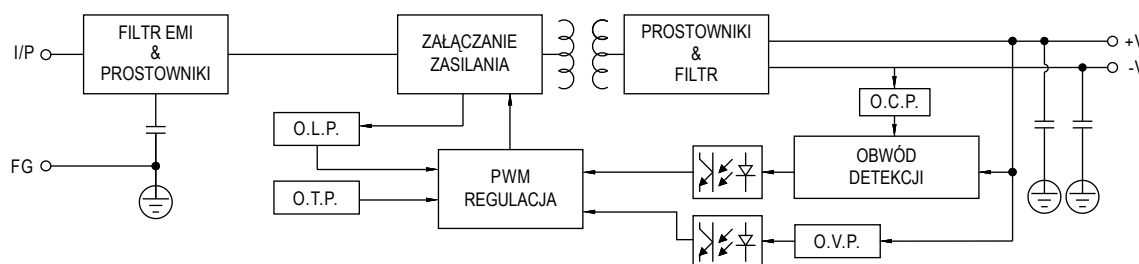 I/P
FILTR EMI
&
PROSTOWNIKI
ZAŁĄCZANIE
ZASILANIA
PROSTOWNIKI
&
FILTR
+V
-V
O.C.P.
O.L.P.
FG
PWM
REGULACJA
OBWÓD
DETEKCJI
O.T.P.
O.V.P.